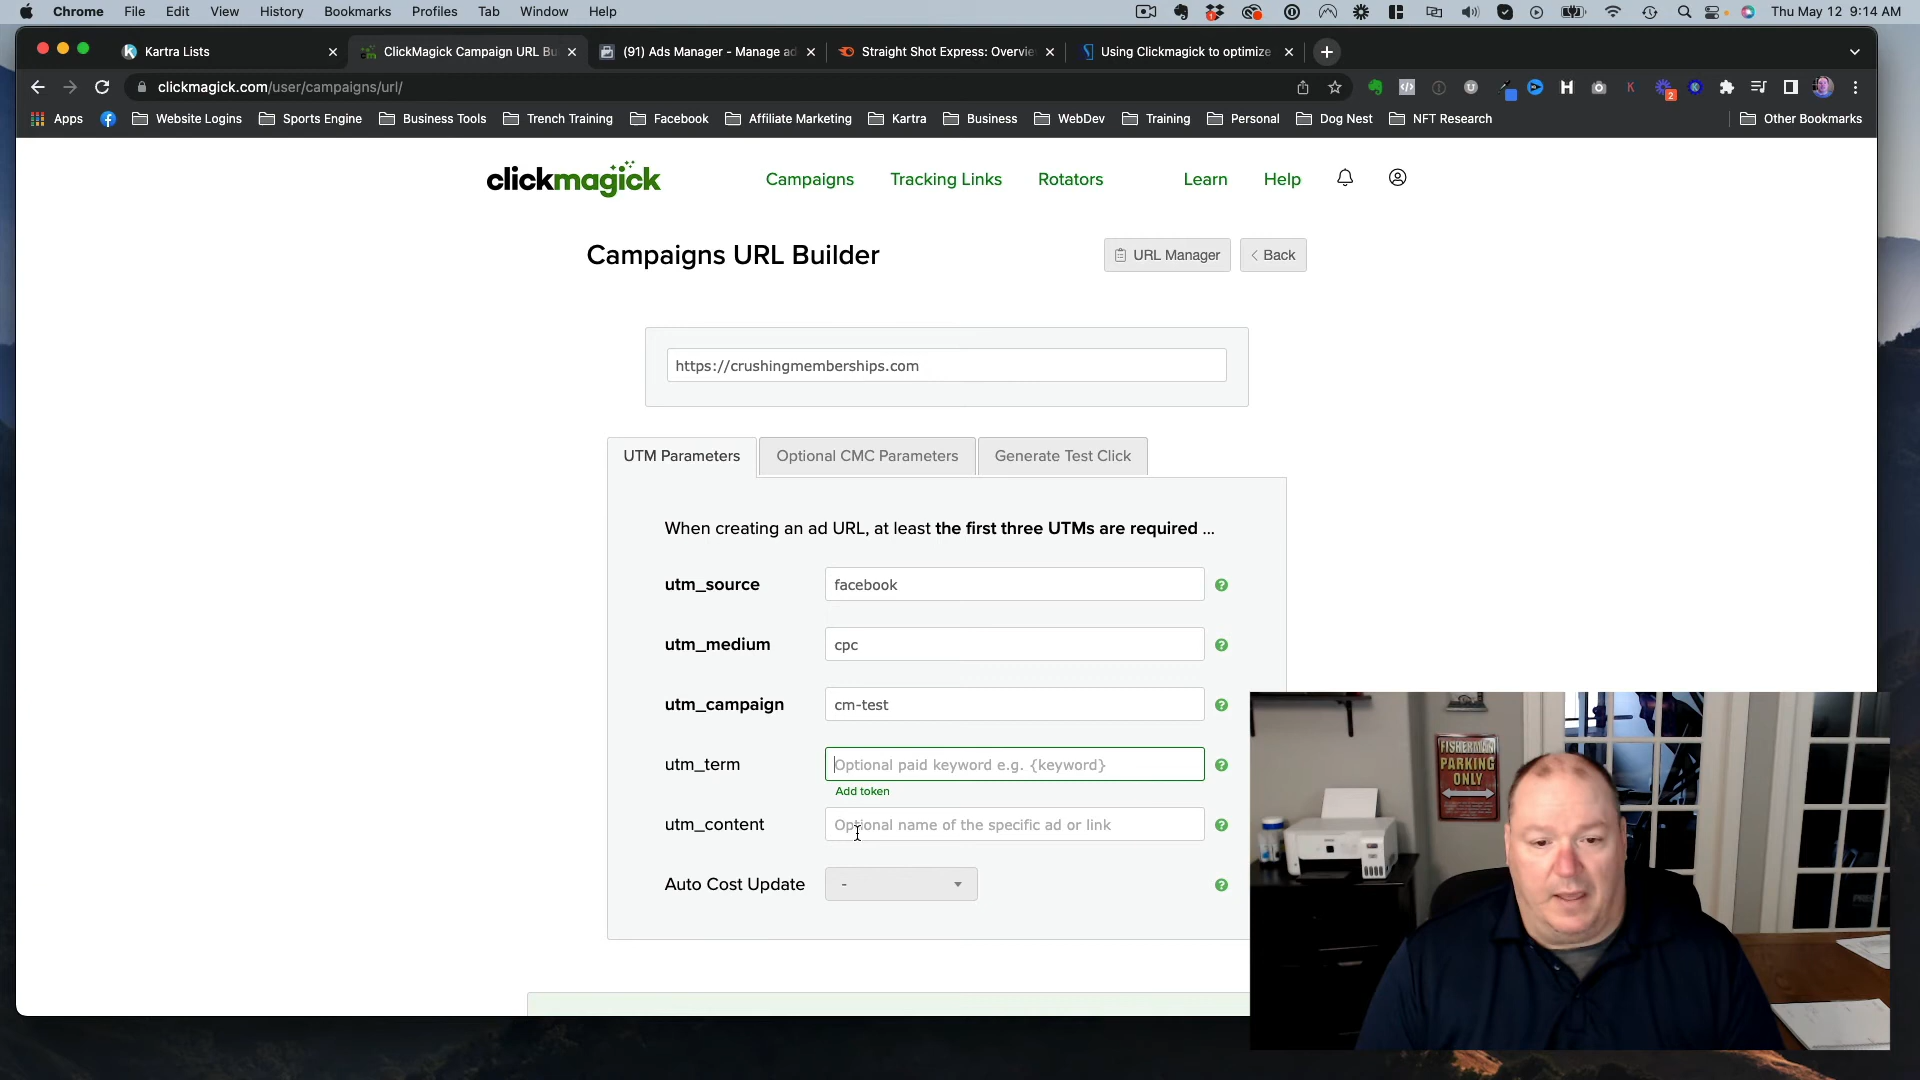 Chrome File Edit View History Bookmarks Profiles Tab Window Help Thu May 12 9:14 AM
Kartra Lists
ClickMagick Campaign URL Bu
(91) Ads Manager - Manage ad
Straight Shot Express: Overvie
Using Clickmagick to optimize
clickmagick.com/user/campaigns/url/
Apps Website Logins Sports Engine Business Tools Trench Training Facebook Affiliate Marketing Kartra Business WebDev Training Personal Dog Nest NFT Research Other Bookmarks
clickmagick
Campaigns Tracking Links Rotators Learn Help
Campaigns URL Builder
URL Manager
< Back
https://crushingmemberships.com
UTM Parameters Optional CMC Parameters Generate Test Click
When creating an ad URL, at least the first three UTMs are required ...
utm_source facebook ?
utm_medium cpc ?
utm_campaign cm-test ?
utm_term Optional paid keyword e.g. {keyword} ?
Add token
utm_content Optional name of the specific ad or link ?
Auto Cost Update - ?
FISHERMAN
PARKING
ONLY